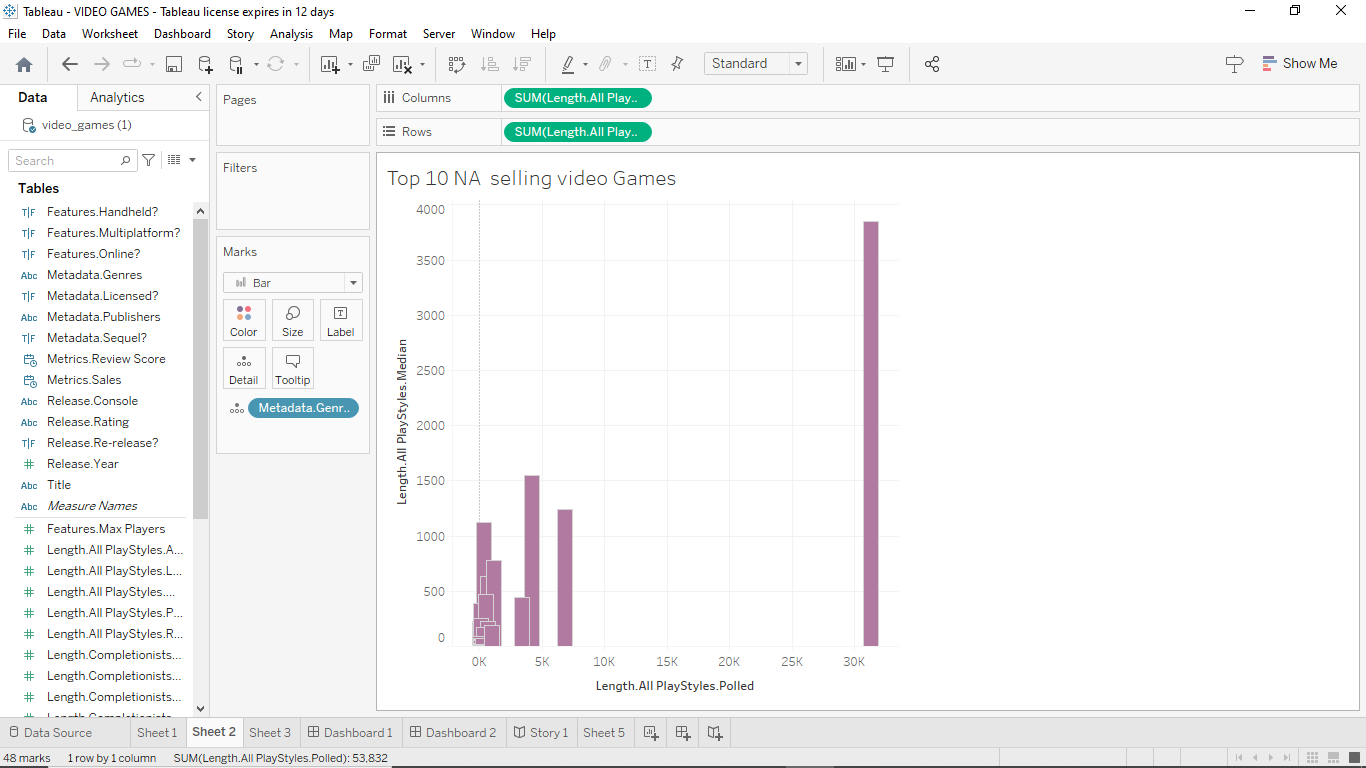 Tableau - VIDEO GAMES - Tableau license expires in 12 days
File Data Worksheet Dashboard Story Analysis Map Format Server Window Help
Standard
Show Me
Data Analytics
video_games (1)
Search
Tables
Features.Handheld?
Features.Multiplatform?
Features.Online?
Abc Metadata.Genres
Metadata.Licensed?
Abc Metadata.Publishers
Metadata.Sequel?
Metrics.Review Score
Metrics.Sales
Abc Release.Console
Abc Release.Rating
Release.Re-release?
Release.Year
Abc Title
Abc Measure Names
Features.Max Players
Length.All PlayStyles.A...
Length.All PlayStyles.L...
Length.All PlayStyles....
Length.All PlayStyles.P...
Length.All PlayStyles.R...
Length.Completionists...
Length.Completionists...
Length.Completionists...
Pages
Filters
Marks
Bar
Color Size Label
Detail Tooltip
Metadata.Genr..
Columns SUM(Length.All Play..
Rows SUM(Length.All Play..
Top 10 NA selling video Games
4000
3500
3000
2500
2000
1500
1000
500
0
Length.All PlayStyles.Median
0K 5K 10K 15K 20K 25K 30K
Length.All PlayStyles.Polled
Data Source Sheet 1 Sheet 2 Sheet 3 Dashboard 1 Dashboard 2 Story 1 Sheet 5
48 marks 1 row by 1 column SUM(Length.All PlayStyles.Polled): 53,832